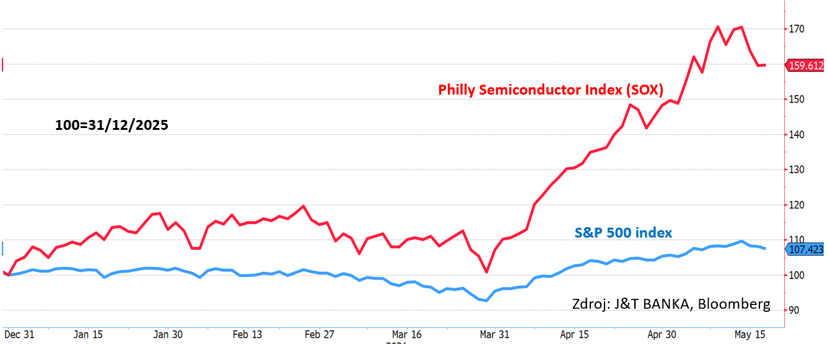 170
159.612
Philly Semiconductor Index (SOX)
150
100=31/12/2025
140
130
120
S&P 500 index
110
107.423
100
Zdroj: J&T BANKA, Bloomberg
90
Dec 31 Jan 15 Jan 30 Feb 13 Feb 27 Mar 16 Mar 31 Apr 15 Apr 30 May 15